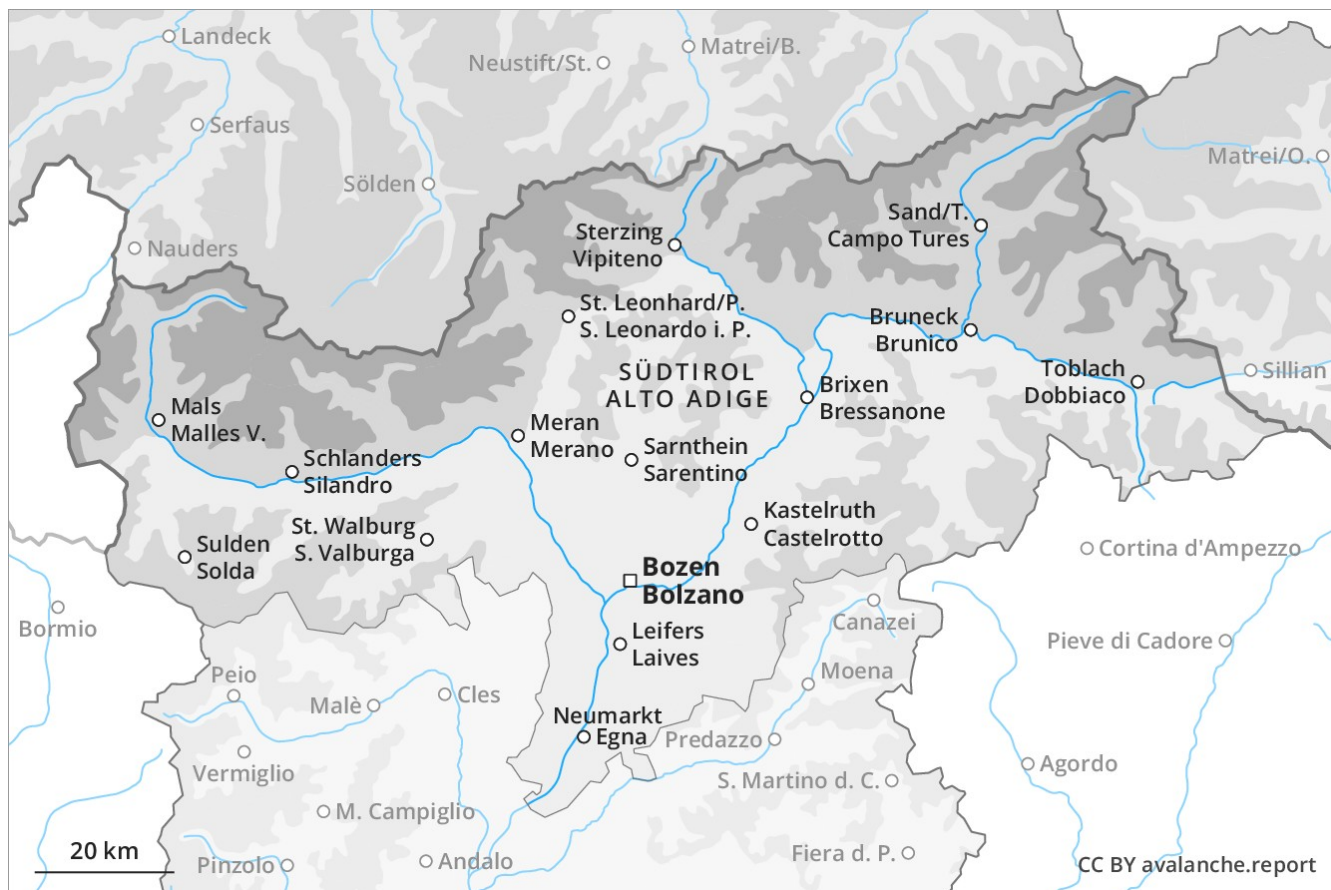 Landeck
Matrei/B.
Neustift/St.
Serfaus
Matrei/O.
Sölden
Nauders
Sand/T.
Campo Tures
Sterzing
Vipiteno
St. Leonhard/P.
S. Leonardo i. P.
Bruneck
Brunico
SÜDTIROL
ALTO ADIGE
Toblach
Dobbiaco
Sillian
Brixen
Bressanone
Mals
Malles V.
Meran
Merano
Sarnthein
Sarentino
Schlanders
Silandro
Kastelruth
Castelrotto
St. Walburg
S. Valburga
Sulden
Solda
Cortina d'Ampezzo
Bozen
Bolzano
Bormio
Canazei
Leifers
Laives
Pieve di Cadore
Peio
Moena
Malè
Cles
Neumarkt
Egna
Predazzo
Vermiglio
Agordo
S. Martino d. C.
M. Campiglio
20 km
Pinzolo
Andalo
Fiera d. P.
CC BY avalanche.report